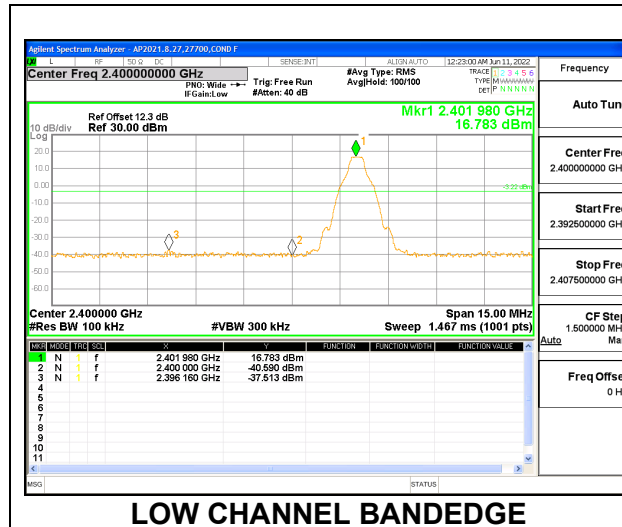 Agilent Spectrum Analyzer - AP2021.8.27,27700,COND F
L RF 50 Ω DC SENSE:INT ALIGN AUTO 12:23:00 AM Jun 11, 2022
Center Freq 2.400000000 GHz
PNO: Wide
IFGain:Low
Trig: Free Run
#Atten: 40 dB
#Avg Type: RMS
Avg|Hold: 100/100
TRACE 1 2 3 4 5 6
TYPE M
DET P N N N N N
Frequency
Auto Tun
Center Fre
2.400000000 GH
Start Fre
2.392500000 GH
Stop Fre
2.407500000 GH
CF Step
1.500000 MH
Auto Ma
Freq Offse
0 H
Ref Offset 12.3 dB
10 dB/div Ref 30.00 dBm
Log
Mkr1 2.401 980 GHz
16.783 dBm
20.0
10.0
0.00
-10.0
-20.0
-30.0
-40.0
-50.0
-60.0
1
2
3
-3.22 dBm
Center 2.400000 GHz Span 15.00 MHz
#Res BW 100 kHz #VBW 300 kHz Sweep 1.467 ms (1001 pts)
MKR MODE TRC SCL X Y FUNCTION FUNCTION WIDTH FUNCTION VALUE
1 N 1 f 2.401 980 GHz 16.783 dBm
2 N 1 f 2.400 000 GHz -40.590 dBm
3 N 1 f 2.396 160 GHz -37.513 dBm
4
5
6
7
8
9
10
11
MSG STATUS
LOW CHANNEL BANDEDGE